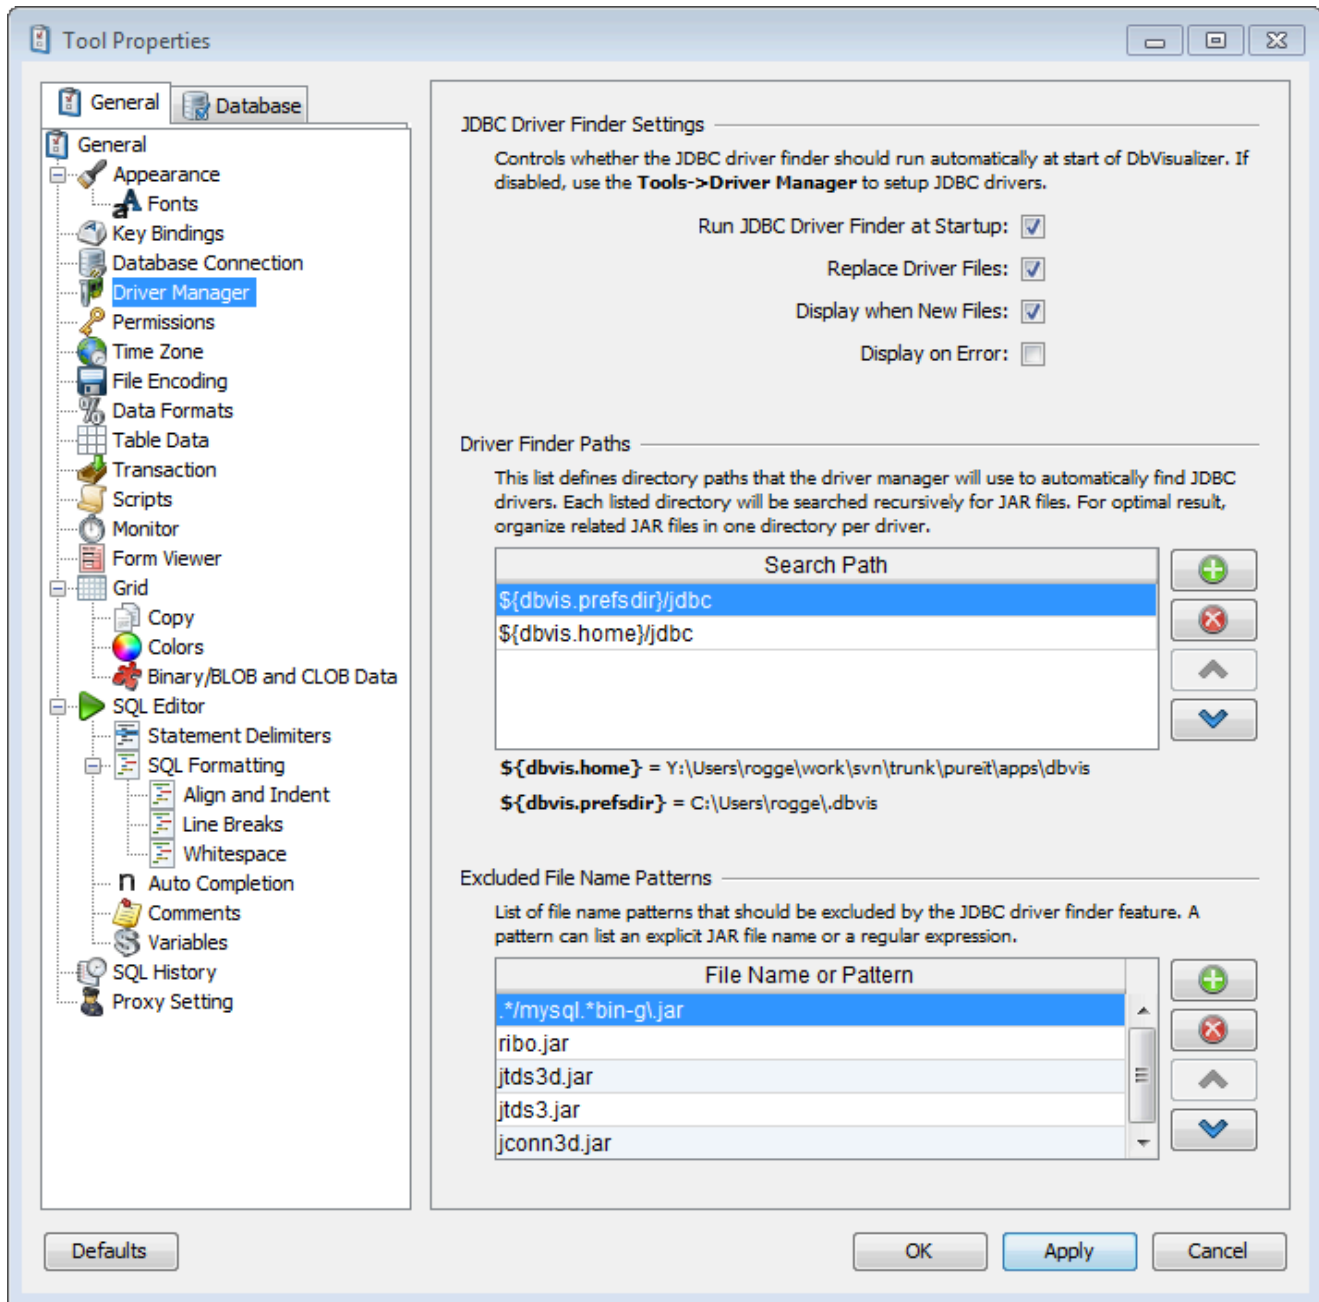 Tool Properties
General
Database
General
Appearance
Fonts
Key Bindings
Database Connection
Driver Manager
Permissions
Time Zone
File Encoding
Data Formats
Table Data
Transaction
Scripts
Monitor
Form Viewer
Grid
Copy
Colors
Binary/BLOB and CLOB Data
SQL Editor
Statement Delimiters
SQL Formatting
Align and Indent
Line Breaks
Whitespace
Auto Completion
Comments
Variables
SQL History
Proxy Setting
JDBC Driver Finder Settings
Controls whether the JDBC driver finder should run automatically at start of DbVisualizer. If
disabled, use the Tools->Driver Manager to setup JDBC drivers.
Run JDBC Driver Finder at Startup:
Replace Driver Files:
Display when New Files:
Display on Error:
Driver Finder Paths
This list defines directory paths that the driver manager will use to automatically find JDBC
drivers. Each listed directory will be searched recursively for JAR files. For optimal result,
organize related JAR files in one directory per driver.
Search Path
${dbvis.prefsdir}/jdbc
${dbvis.home}/jdbc
${dbvis.home} = Y:\Users\rogge\work\svn\trunk\pureit\apps\dbvis
${dbvis.prefsdir} = C:\Users\rogge\.dbvis
Excluded File Name Patterns
List of file name patterns that should be excluded by the JDBC driver finder feature. A
pattern can list an explicit JAR file name or a regular expression.
File Name or Pattern
.*/mysql.*bin-g\.jar
ribo.jar
jtds3d.jar
jtds3.jar
jconn3d.jar
Defaults
OK
Apply
Cancel